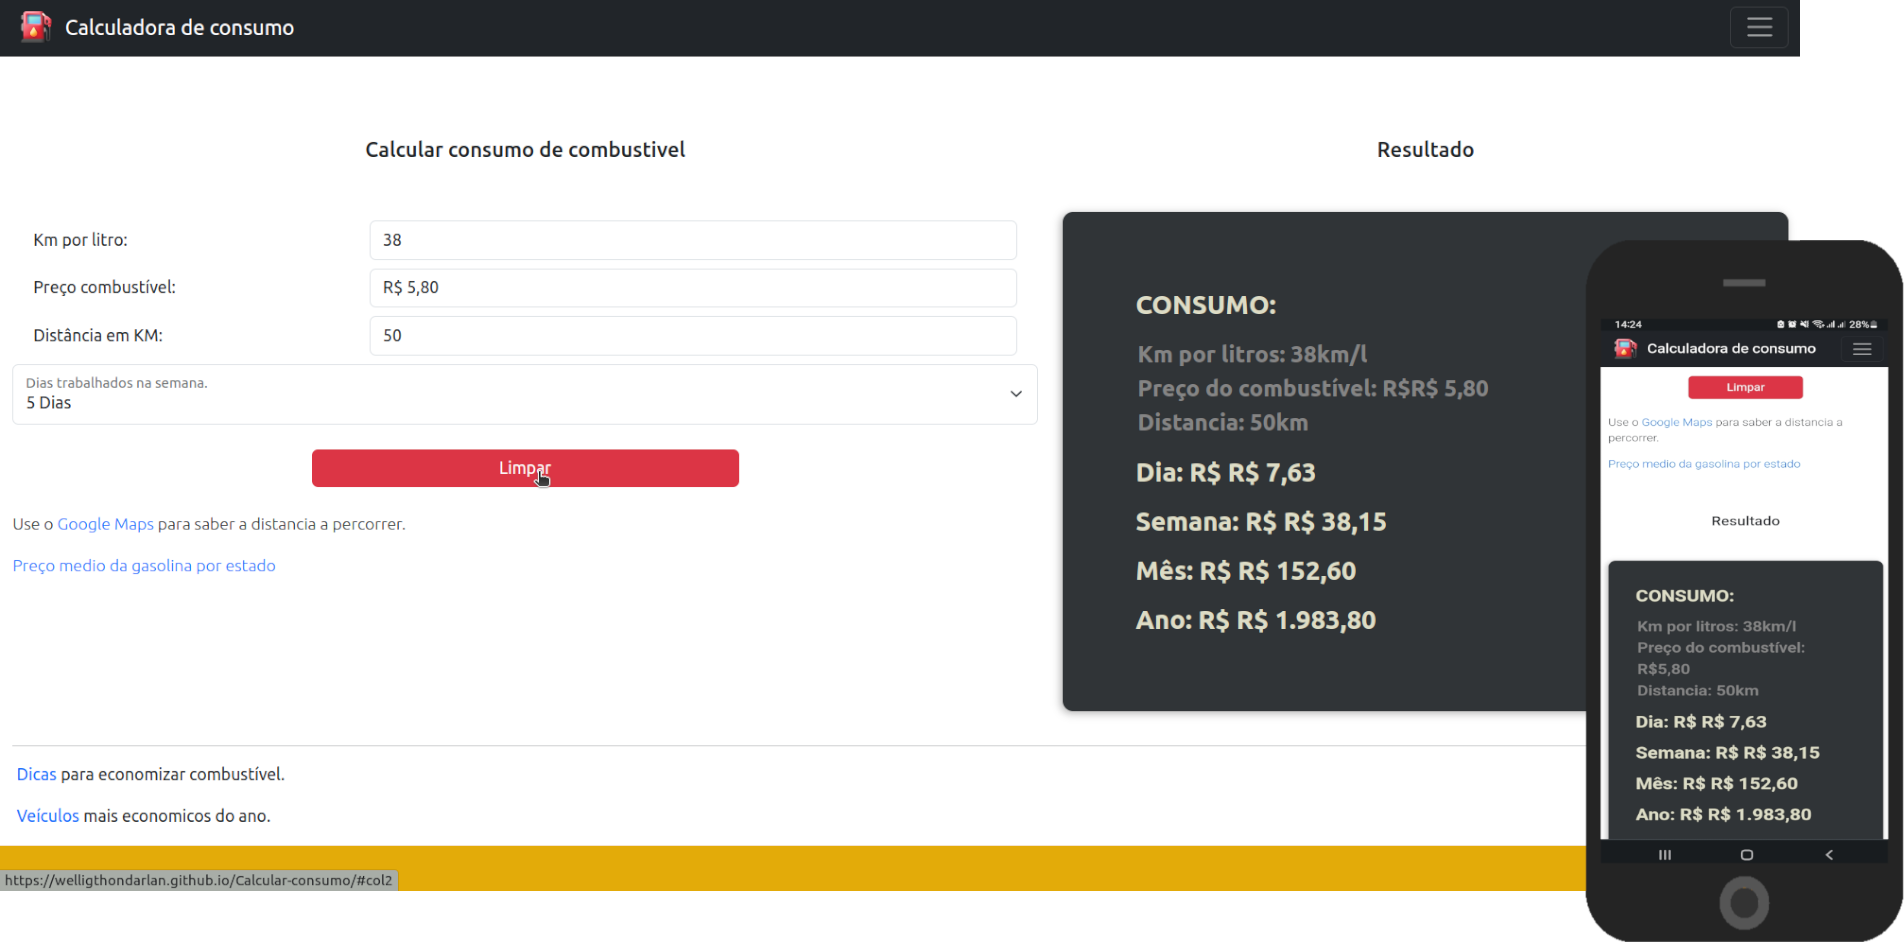 Calculadora de consumo
Calcular consumo de combustivel
Km por litro:
38
Preço combustível:
R$ 5,80
Distância em KM:
50
Dias trabalhados na semana.
5 Dias
Limpar
Use o Google Maps para saber a distancia a percorrer.
Preço medio da gasolina por estado
Resultado
CONSUMO:
Km por litros: 38km/l
Preço do combustível: R$R$ 5,80
Distancia: 50km
Dia: R$ R$ 7,63
Semana: R$ R$ 38,15
Mês: R$ R$ 152,60
Ano: R$ R$ 1.983,80
Dicas para economizar combustível.
Veículos mais economicos do ano.
https://welligthondarlan.github.io/Calcular-consumo/#col2
14:24
28%
Calculadora de consumo
Limpar
Use o Google Maps para saber a distancia a
percorrer.
Preço medio da gasolina por estado
Resultado
CONSUMO:
Km por litros: 38km/l
Preço do combustível:
R$5,80
Distancia: 50km
Dia: R$ R$ 7,63
Semana: R$ R$ 38,15
Mês: R$ R$ 152,60
Ano: R$ R$ 1.983,80